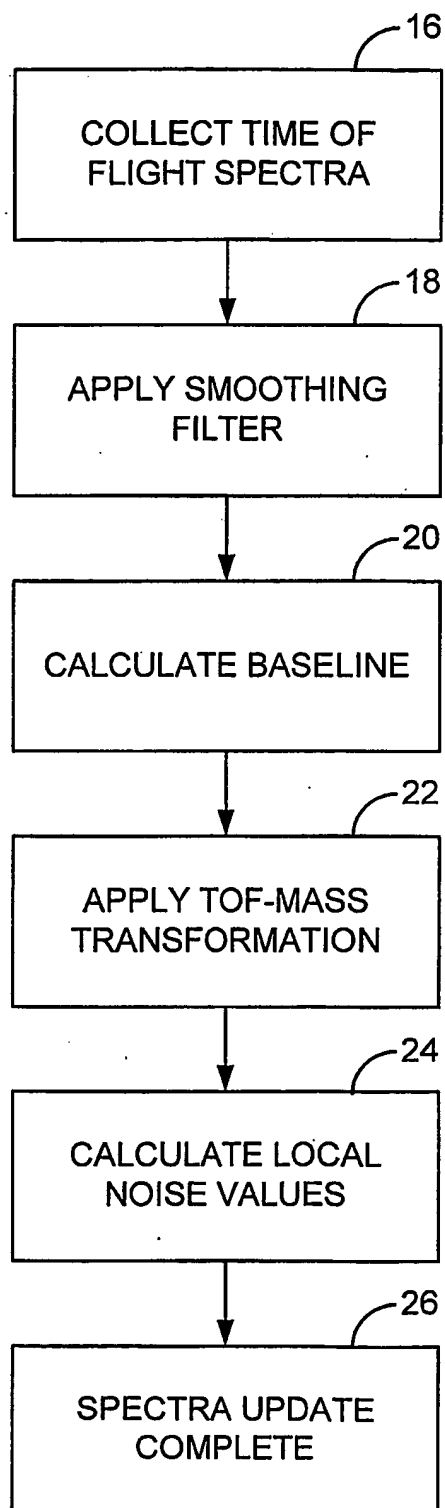 16
COLLECT TIME OF
FLIGHT SPECTRA
18
APPLY SMOOTHING
FILTER
20
CALCULATE BASELINE
22
APPLY TOF-MASS
TRANSFORMATION
24
CALCULATE LOCAL
NOISE VALUES
26
SPECTRA UPDATE
COMPLETE